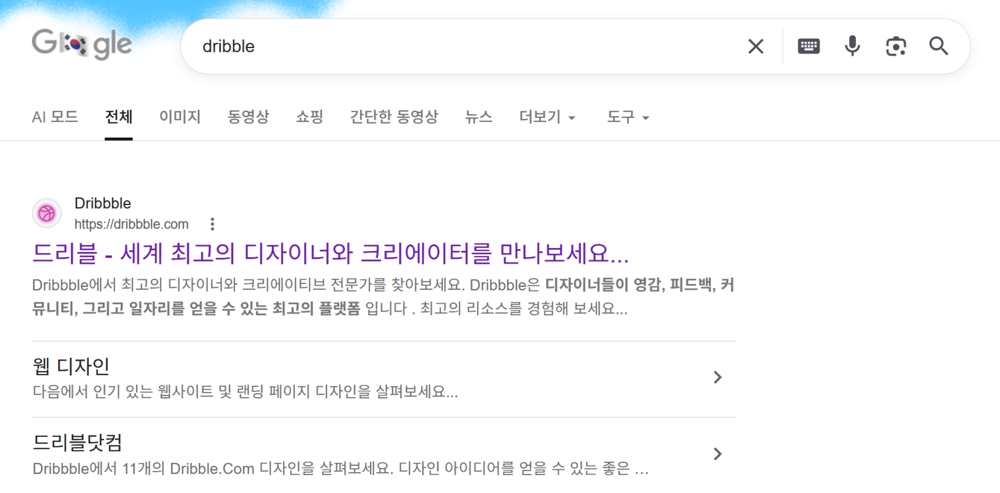 Google
dribble
AI 모드 전체 이미지 동영상 쇼핑 간단한 동영상 뉴스 더보기 도구
Dribbble
https://dribbble.com
드리블 - 세계 최고의 디자이너와 크리에이터를 만나보세요...
Dribbble에서 최고의 디자이너와 크리에이티브 전문가를 찾아보세요. Dribbble은 디자이너들이 영감, 피드백, 커
뮤니티, 그리고 일자리를 얻을 수 있는 최고의 플랫폼 입니다 . 최고의 리소스를 경험해 보세요...
웹 디자인
다음에서 인기 있는 웹사이트 및 랜딩 페이지 디자인을 살펴보세요...
드리블닷컴
Dribbble에서 11개의 Dribble.Com 디자인을 살펴보세요. 디자인 아이디어를 얻을 수 있는 좋은 ...